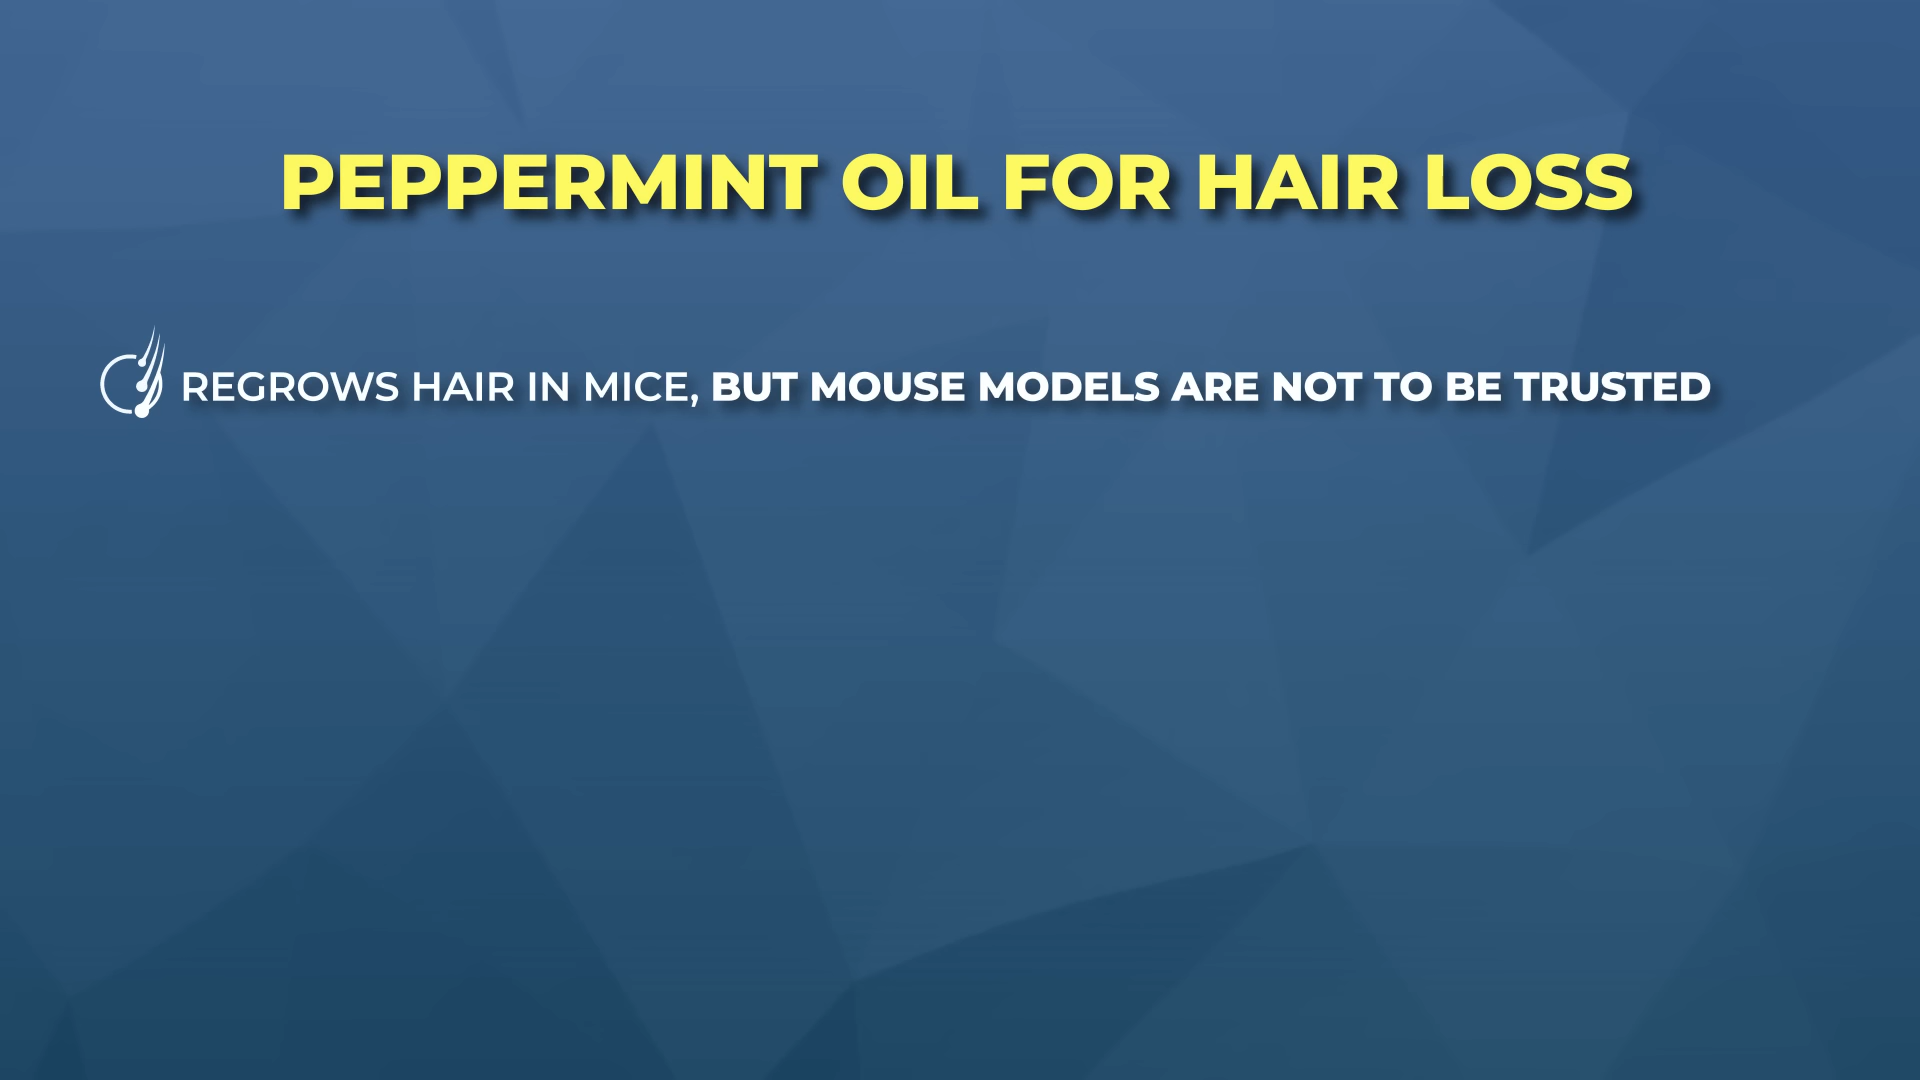 PEPPERMINT OIL FOR HAIR LOSS
REGROWS HAIR IN MICE, BUT MOUSE MODELS ARE NOT TO BE TRUSTED